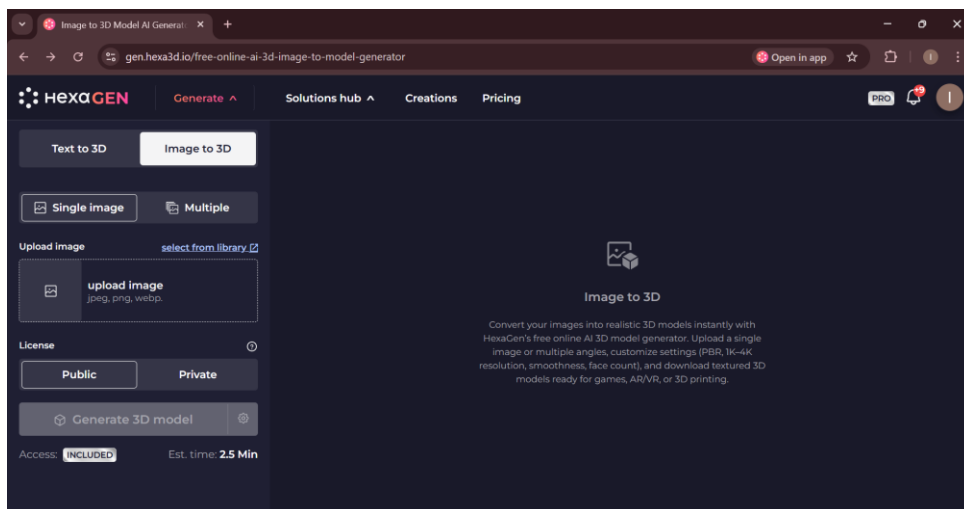 Image to 3D Model AI Generat
gen.hexa3d.io/free-online-ai-3d-image-to-model-generator
Open in app
I
HexaGEN
Generate
Solutions hub
Creations
Pricing
PRO
+9
I
Text to 3D
Image to 3D
Single image
Multiple
Upload image
select from library
upload image
jpeg, png, webp.
License
Public
Private
Generate 3D model
Access: INCLUDED
Est. time: 2.5 Min
Image to 3D
Convert your images into realistic 3D models instantly with
HexaGen's free online AI 3D model generator. Upload a single
image or multiple angles, customize settings (PBR, 1K-4K
resolution, smoothness, face count), and download textured 3D
models ready for games, AR/VR, or 3D printing.